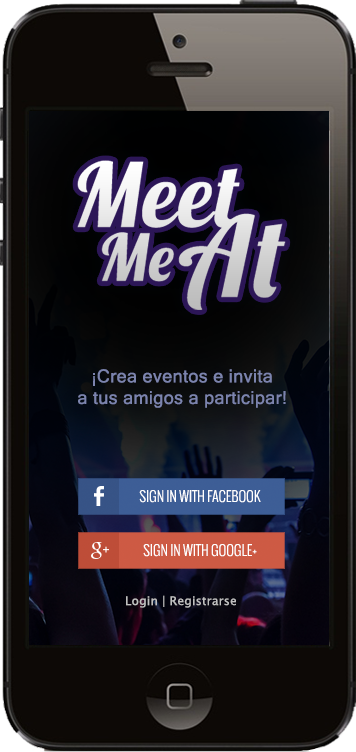 Meet
Me At
¡Crea eventos e invita
a tus amigos a participar!
f SIGN IN WITH FACEBOOK
g+ SIGN IN WITH GOOGLE+
Login | Registrarse